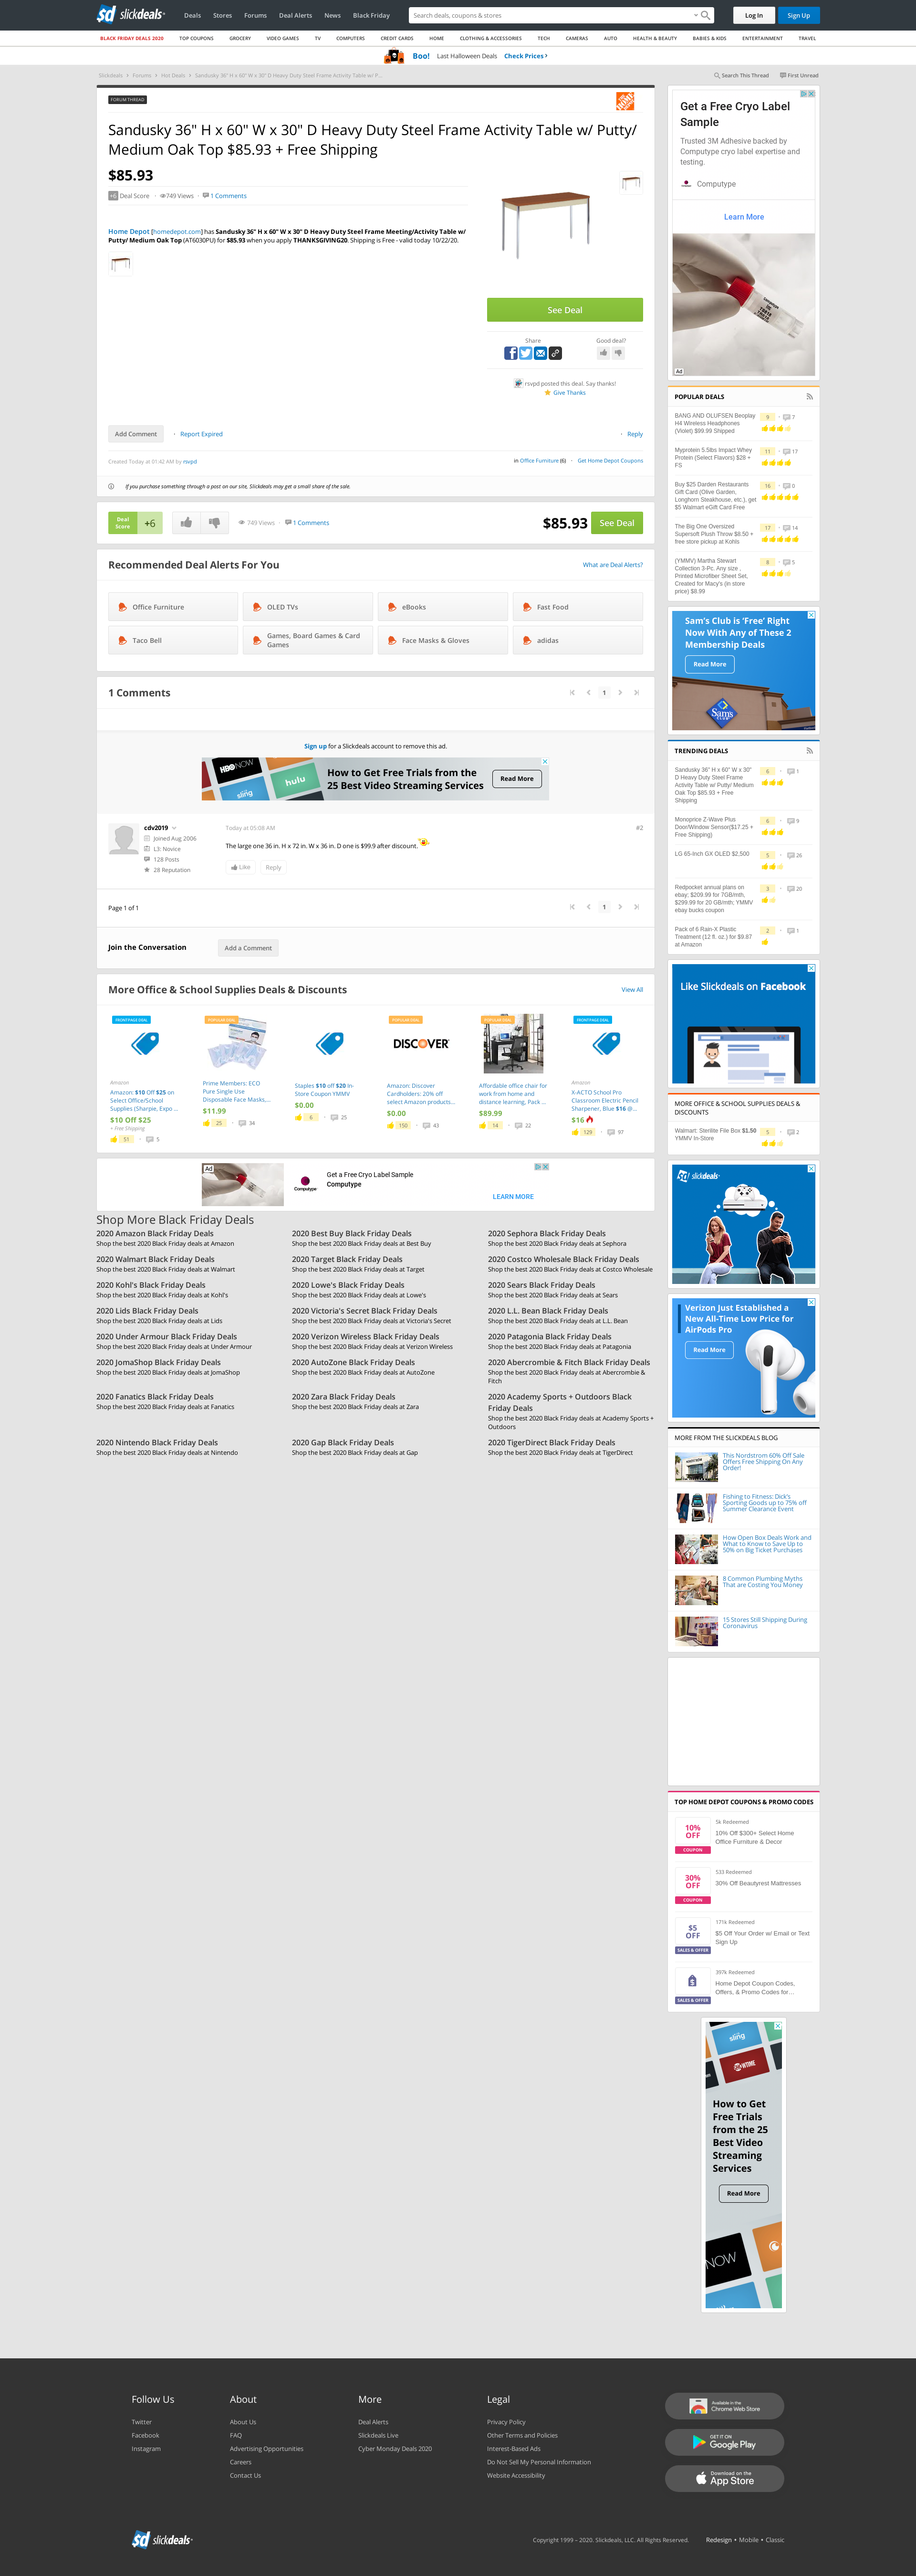 slickdeals
Deals Stores Forums Deal Alerts News Black Friday
Search deals, coupons & stores
Log In Sign Up
BLACK FRIDAY DEALS 2020 TOP COUPONS GROCERY VIDEO GAMES TV COMPUTERS CREDIT CARDS HOME CLOTHING & ACCESSORIES TECH CAMERAS AUTO HEALTH & BEAUTY BABIES & KIDS ENTERTAINMENT TRAVEL
Boo! Last Halloween Deals Check Prices ›
Slickdeals › Forums › Hot Deals › Sandusky 36" H x 60" W x 30" D Heavy Duty Steel Frame Activity Table w/ P...
Search This Thread First Unread
FORUM THREAD
Sandusky 36" H x 60" W x 30" D Heavy Duty Steel Frame Activity Table w/ Putty/
Medium Oak Top $85.93 + Free Shipping
$85.93
+6 Deal Score 749 Views 1 Comments
Home Depot [homedepot.com] has Sandusky 36" H x 60" W x 30" D Heavy Duty Steel Frame Meeting/Activity Table w/
Putty/ Medium Oak Top (AT6030PU) for $85.93 when you apply THANKSGIVING20. Shipping is Free - valid today 10/22/20.
See Deal
Share Good deal?
rsvpd posted this deal. Say thanks!
Give Thanks
Add Comment Report Expired Reply
Created Today at 01:42 AM by rsvpd
in Office Furniture (6) Get Home Depot Coupons
If you purchase something through a post on our site, Slickdeals may get a small share of the sale.
Deal
Score
+6
749 Views 1 Comments $85.93 See Deal
Recommended Deal Alerts For You What are Deal Alerts?
Office Furniture OLED TVs eBooks Fast Food
Taco Bell Games, Board Games & Card
Games
Face Masks & Gloves adidas
1 Comments 1
Sign up for a Slickdeals account to remove this ad.
HBO NOW hulu
How to Get Free Trials from the
25 Best Video Streaming Services
Read More
cdv2019 Today at 05:08 AM #2
Joined Aug 2006
L3: Novice
128 Posts
28 Reputation
The large one 36 in. H x 72 in. W x 36 in. D one is $99.9 after discount.
Like Reply
Page 1 of 1 1
Join the Conversation Add a Comment
More Office & School Supplies Deals & Discounts View All
FRONTPAGE DEAL
Amazon
Amazon: $10 Off $25 on
Select Office/School
Supplies (Sharpie, Expo ...
$10 Off $25
+ Free Shipping
51 5
POPULAR DEAL
Prime Members: ECO
Pure Single Use
Disposable Face Masks,...
$11.99
25 34
Staples $10 off $20 In-
Store Coupon YMMV
$0.00
6 25
POPULAR DEAL
DISCOVER
Amazon: Discover
Cardholders: 20% off
select Amazon products...
$0.00
150 43
POPULAR DEAL
Affordable office chair for
work from home and
distance learning, Pack ...
$89.99
14 22
FRONTPAGE DEAL
Amazon
X-ACTO School Pro
Classroom Electric Pencil
Sharpener, Blue $16 @...
$16
129 97
Ad
Computype
Get a Free Cryo Label Sample
Computype
LEARN MORE
Shop More Black Friday Deals
2020 Amazon Black Friday Deals
Shop the best 2020 Black Friday deals at Amazon
2020 Best Buy Black Friday Deals
Shop the best 2020 Black Friday deals at Best Buy
2020 Sephora Black Friday Deals
Shop the best 2020 Black Friday deals at Sephora
2020 Walmart Black Friday Deals
Shop the best 2020 Black Friday deals at Walmart
2020 Target Black Friday Deals
Shop the best 2020 Black Friday deals at Target
2020 Costco Wholesale Black Friday Deals
Shop the best 2020 Black Friday deals at Costco Wholesale
2020 Kohl's Black Friday Deals
Shop the best 2020 Black Friday deals at Kohl's
2020 Lowe's Black Friday Deals
Shop the best 2020 Black Friday deals at Lowe's
2020 Sears Black Friday Deals
Shop the best 2020 Black Friday deals at Sears
2020 Lids Black Friday Deals
Shop the best 2020 Black Friday deals at Lids
2020 Victoria's Secret Black Friday Deals
Shop the best 2020 Black Friday deals at Victoria's Secret
2020 L.L. Bean Black Friday Deals
Shop the best 2020 Black Friday deals at L.L. Bean
2020 Under Armour Black Friday Deals
Shop the best 2020 Black Friday deals at Under Armour
2020 Verizon Wireless Black Friday Deals
Shop the best 2020 Black Friday deals at Verizon Wireless
2020 Patagonia Black Friday Deals
Shop the best 2020 Black Friday deals at Patagonia
2020 JomaShop Black Friday Deals
Shop the best 2020 Black Friday deals at JomaShop
2020 AutoZone Black Friday Deals
Shop the best 2020 Black Friday deals at AutoZone
2020 Abercrombie & Fitch Black Friday Deals
Shop the best 2020 Black Friday deals at Abercrombie &
Fitch
2020 Fanatics Black Friday Deals
Shop the best 2020 Black Friday deals at Fanatics
2020 Zara Black Friday Deals
Shop the best 2020 Black Friday deals at Zara
2020 Academy Sports + Outdoors Black
Friday Deals
Shop the best 2020 Black Friday deals at Academy Sports +
Outdoors
2020 Nintendo Black Friday Deals
Shop the best 2020 Black Friday deals at Nintendo
2020 Gap Black Friday Deals
Shop the best 2020 Black Friday deals at Gap
2020 TigerDirect Black Friday Deals
Shop the best 2020 Black Friday deals at TigerDirect
Get a Free Cryo Label
Sample
Trusted 3M Adhesive backed by
Computype cryo label expertise and
testing.
Computype
Learn More
Ad
POPULAR DEALS
BANG AND OLUFSEN Beoplay
H4 Wireless Headphones
(Violet) $99.99 Shipped
9 7
Myprotein 5.5lbs Impact Whey
Protein (Select Flavors) $28 +
FS
11 17
Buy $25 Darden Restaurants
Gift Card (Olive Garden,
Longhorn Steakhouse, etc.), get
$5 Walmart eGift Card Free
16 0
The Big One Oversized
Supersoft Plush Throw $8.50 +
free store pickup at Kohls
17 14
(YMMV) Martha Stewart
Collection 3-Pc. Any size ,
Printed Microfiber Sheet Set,
Created for Macy's (in store
price) $8.99
8 5
Sam's Club is 'Free' Right
Now With Any of These 2
Membership Deals
Read More
Sam's
TRENDING DEALS
Sandusky 36" H x 60" W x 30"
D Heavy Duty Steel Frame
Activity Table w/ Putty/ Medium
Oak Top $85.93 + Free
Shipping
6 1
Monoprice Z-Wave Plus
Door/Window Sensor($17.25 +
Free Shipping)
6 9
LG 65-Inch GX OLED $2,500
5 26
Redpocket annual plans on
ebay; $209.99 for 7GB/mth,
$299.99 for 20 GB/mth; YMMV
ebay bucks coupon
3 20
Pack of 6 Rain-X Plastic
Treatment (12 fl. oz.) for $9.87
at Amazon
2 1
Like Slickdeals on Facebook
MORE OFFICE & SCHOOL SUPPLIES DEALS &
DISCOUNTS
Walmart: Sterilite File Box $1.50
YMMV In-Store
5 2
slickdeals
Verizon Just Established a
New All-Time Low Price for
AirPods Pro
Read More
MORE FROM THE SLICKDEALS BLOG
This Nordstrom 60% Off Sale
Offers Free Shipping On Any
Order!
Fishing to Fitness: Dick's
Sporting Goods up to 75% off
Summer Clearance Event
How Open Box Deals Work and
What to Know to Save Up to
50% on Big Ticket Purchases
8 Common Plumbing Myths
That are Costing You Money
15 Stores Still Shipping During
Coronavirus
TOP HOME DEPOT COUPONS & PROMO CODES
10%
OFF
COUPON
5k Redeemed
10% Off $300+ Select Home
Office Furniture & Decor
30%
OFF
COUPON
533 Redeemed
30% Off Beautyrest Mattresses
$5
OFF
SALES & OFFER
171k Redeemed
$5 Off Your Order w/ Email or Text
Sign Up
SALES & OFFER
397k Redeemed
Home Depot Coupon Codes,
Offers, & Promo Codes for...
sling
SHOWTIME
How to Get
Free Trials
from the 25
Best Video
Streaming
Services
Read More
NOW
Follow Us About More Legal
Twitter
Facebook
Instagram
About Us
FAQ
Advertising Opportunities
Careers
Contact Us
Deal Alerts
Slickdeals Live
Cyber Monday Deals 2020
Privacy Policy
Other Terms and Policies
Interest-Based Ads
Do Not Sell My Personal Information
Website Accessibility
Available in the
Chrome Web Store
GET IT ON
Google Play
Download on the
App Store
slickdeals
Copyright 1999 – 2020. Slickdeals, LLC. All Rights Reserved. Redesign • Mobile • Classic